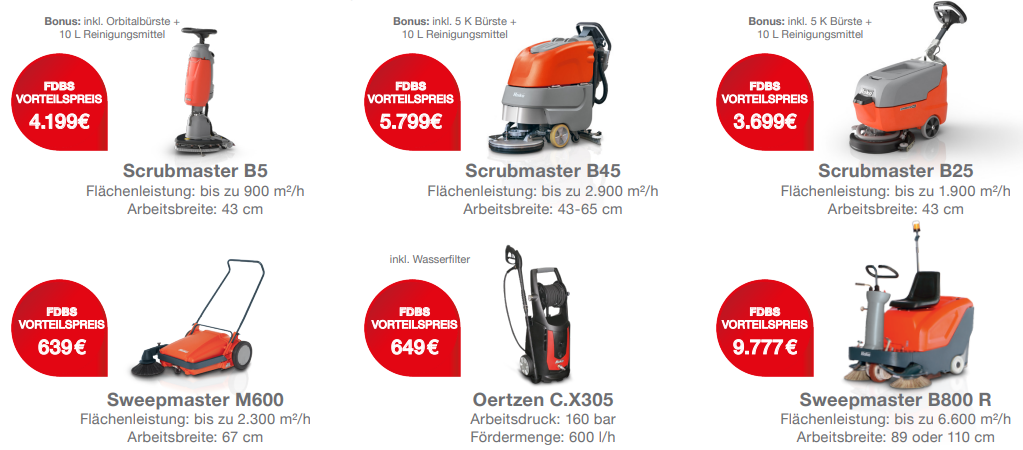 Bonus: inkl. Orbitalbürste +
10 L Reinigungsmittel
FDBS
VORTEILSPREIS
4.199€
Scrubmaster B5
Flächenleistung: bis zu 900 m²/h
Arbeitsbreite: 43 cm
Bonus: inkl. 5 K Bürste +
10 L Reinigungsmittel
FDBS
VORTEILSPREIS
5.799€
Scrubmaster B45
Flächenleistung: bis zu 2.900 m²/h
Arbeitsbreite: 43-65 cm
Bonus: inkl. 5 K Bürste +
10 L Reinigungsmittel
FDBS
VORTEILSPREIS
3.699€
Scrubmaster B25
Flächenleistung: bis zu 1.900 m²/h
Arbeitsbreite: 43 cm
FDBS
VORTEILSPREIS
639€
Sweepmaster M600
Flächenleistung: bis zu 2.300 m²/h
Arbeitsbreite: 67 cm
inkl. Wasserfilter
FDBS
VORTEILSPREIS
649€
Oertzen C.X305
Arbeitsdruck: 160 bar
Fördermenge: 600 l/h
FDBS
VORTEILSPREIS
9.777€
Sweepmaster B800 R
Flächenleistung: bis zu 6.600 m²/h
Arbeitsbreite: 89 oder 110 cm